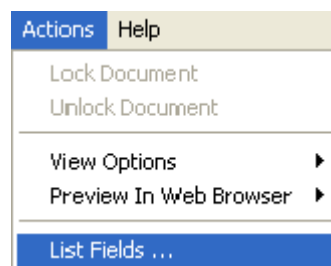 Actions Help
Lock Document
Unlock Document
View Options
Preview In Web Browser
List Fields ...